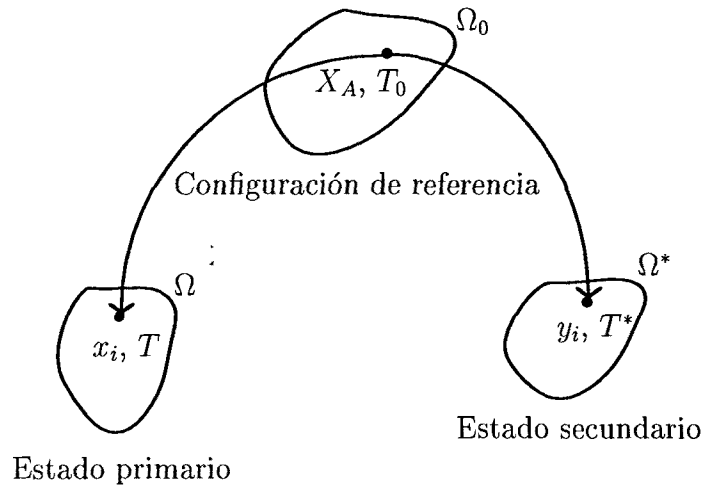 Ω₀
X_A, T₀
Configuración de referencia
Ω
Ω*
x_i, T
y_i, T*
Estado secundario
Estado primario